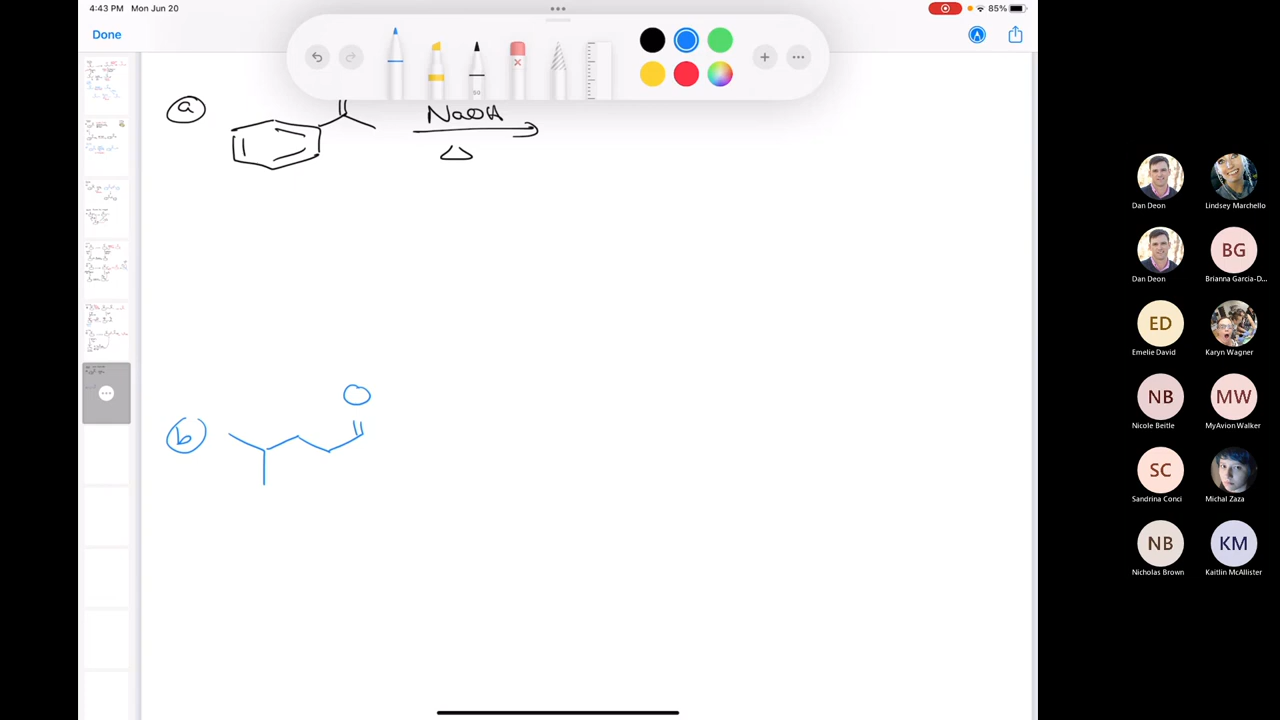 4:43 PM Mon Jun 20
85%
Done
50
a
NaOH
b
O
Dan Deon
Lindsey Marchello
Dan Deon
BG
Brianna Garcia-D...
ED
Emelie David
Karyn Wagner
NB
Nicole Beitle
MW
MyAvion Walker
SC
Sandrina Conci
Michal Zaza
NB
Nicholas Brown
KM
Kaitlin McAllister